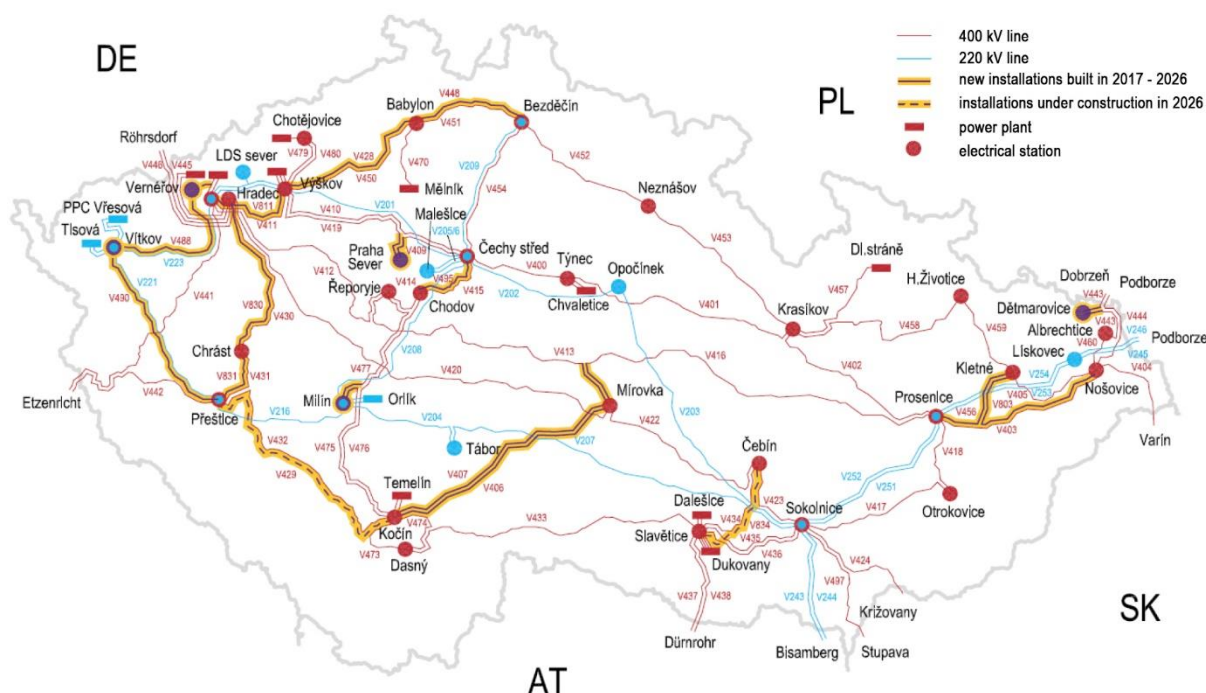 DE
PL
SK
AT
400 kV line
220 kV line
new installations built in 2017 - 2026
installations under construction in 2026
power plant
electrical station
V448
Babylon
Bezděčín
V451
Chotějovice
Röhrsdorf
V446
V445
LDS sever
V479
V480
V428
V450
V470
V209
V452
Verněřov
Hradec
Výškov
V811
V411
Mělník
V454
Neznášov
PPC Vřesová
Tlsová
Vítkov
V488
V223
V410
V419
V201
Malešice
V205/6
V409
Praha
Sever
Čechy střed
V453
Dl.stráně
V221
V490
V441
V412
V414
Řeporyje
V495
V415
Chodov
V400
V202
Týnec
Chvaletice
Opočínek
V401
Krasíkov
V457
H.Životice
V458
V459
Dobrzeń
V443
Podborze
Dětmarovice
V443
V444
Albrechtice
V460
V246
Podborze
V245
Lískovec
V254
V253
V404
V830
V430
Chrást
V831
V431
V208
V413
V416
V402
Kletné
V405
V803
V456
V403
Nošovice
Etzenricht
V442
Přeštice
V477
V420
Milín
Orlík
Mírovka
V422
V203
Prosenice
Varín
V216
V204
V207
Tábor
V432
V429
V475
V476
Temelín
V407
V406
Kočín
V474
V473
Dasný
V433
Čebín
V423
V252
V251
V418
V417
Otrokovice
Dalešice
Slavětice
V434
V834
V435
V436
Dukovany
Sokolnice
V437
V438
Dürnrohr
V243
V244
Bisamberg
V424
V497
Križovany
Stupava